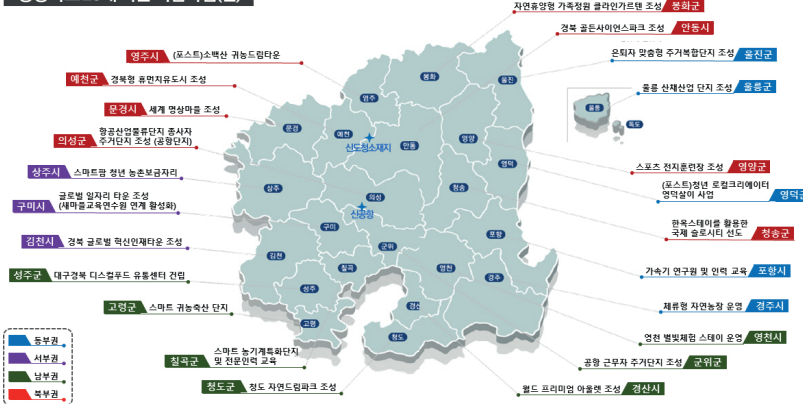 자연휴양형 가족정원 클라인가르텐 조성 봉화군
경북 골든사이언스파크 조성 안동시
은퇴자 맞춤형 주거복합단지 조성 울진군
울릉 산채산업 단지 조성 울릉군
영주시 (포스트)소백산 귀농드림타운
예천군 경북형 휴먼치유도시 조성
문경시 세계 명상마을 조성
의성군 항공산업물류단지 종사자
주거단지 조성 (공항단지)
상주시 스마트팜 청년 농촌보금자리
구미시 글로벌 일자리 타운 조성
(새마을교육연수원 연계 활성화)
김천시 경북 글로벌 혁신인재타운 조성
성주군 대구경북 디스컬푸드 유통센터 건립
고령군 스마트 귀농축산 단지
칠곡군 스마트 농기계특화단지
및 전문인력 교육
청도군 청도 자연드림파크 조성
스포츠 전지훈련장 조성 영양군
(포스트)청년 로컬크리에이터
영덕살이 사업 영덕군
한옥스테이를 활용한
국제 슬로시티 선도 청송군
가속기 연구원 및 인력 교육 포항시
체류형 자연농장 운영 경주시
영천 별빛체험 스테이 운영 영천시
공항 근무자 주거단지 조성 군위군
월드 프리미엄 아울렛 조성 경산시
봉화
울진
영주
문경
예천
안동
영양
신도청소재지
울릉
독도
영덕
상주
의성
청송
신공항
구미
군위
포항
김천
칠곡
영천
경주
성주
경산
고령
청도
동부권
서부권
남부권
북부권